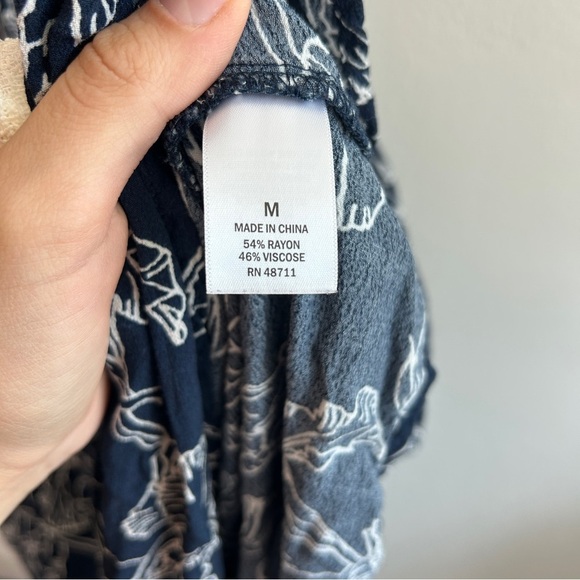 M
MADE IN CHINA
54% RAYON
46% VISCOSE
RN 48711